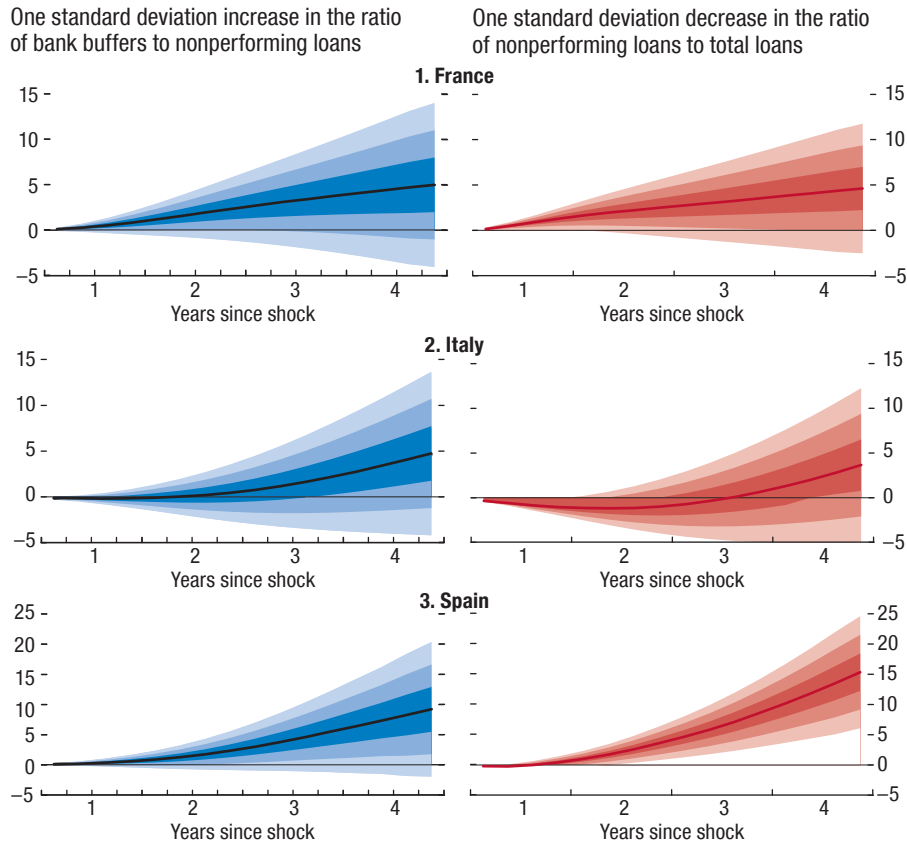 One standard deviation increase in the ratio
of bank buffers to nonperforming loans
One standard deviation decrease in the ratio
of nonperforming loans to total loans
1. France
15
10
5
0
–5
15
10
5
0
–5
1 2 3 4
Years since shock
1 2 3 4
Years since shock
2. Italy
15
10
5
0
–5
15
10
5
0
–5
1 2 3 4
Years since shock
1 2 3 4
Years since shock
3. Spain
25
20
15
10
5
0
–5
25
20
15
10
5
0
–5
1 2 3 4
Years since shock
1 2 3 4
Years since shock